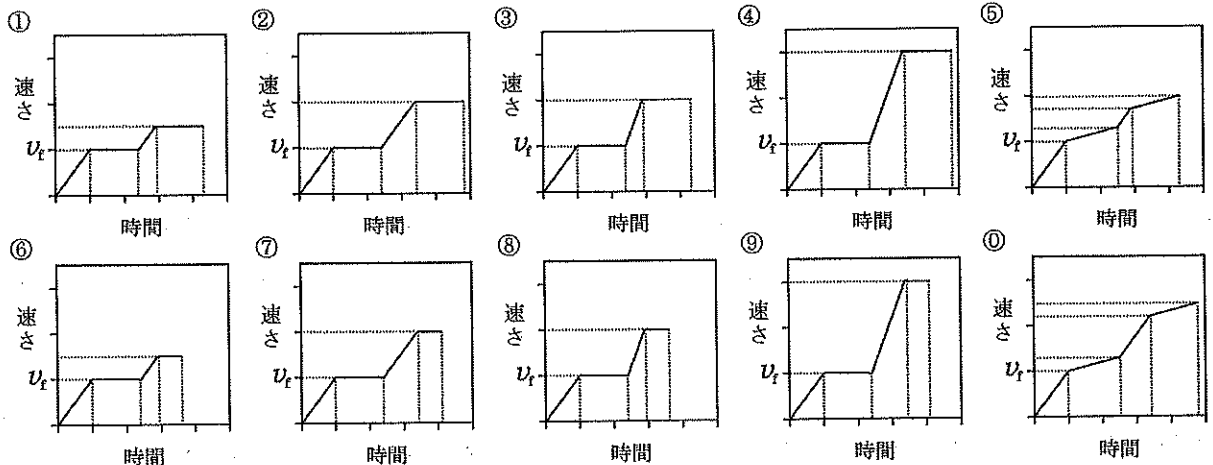 ① ② ③ ④ ⑤
速さ 速さ 速さ 速さ 速さ
v_f v_f v_f v_f v_f
時間 時間 時間 時間 時間
⑥ ⑦ ⑧ ⑨ ⓪
速さ 速さ 速さ 速さ 速さ
v_f v_f v_f v_f v_f
時間 時間 時間 時間 時間